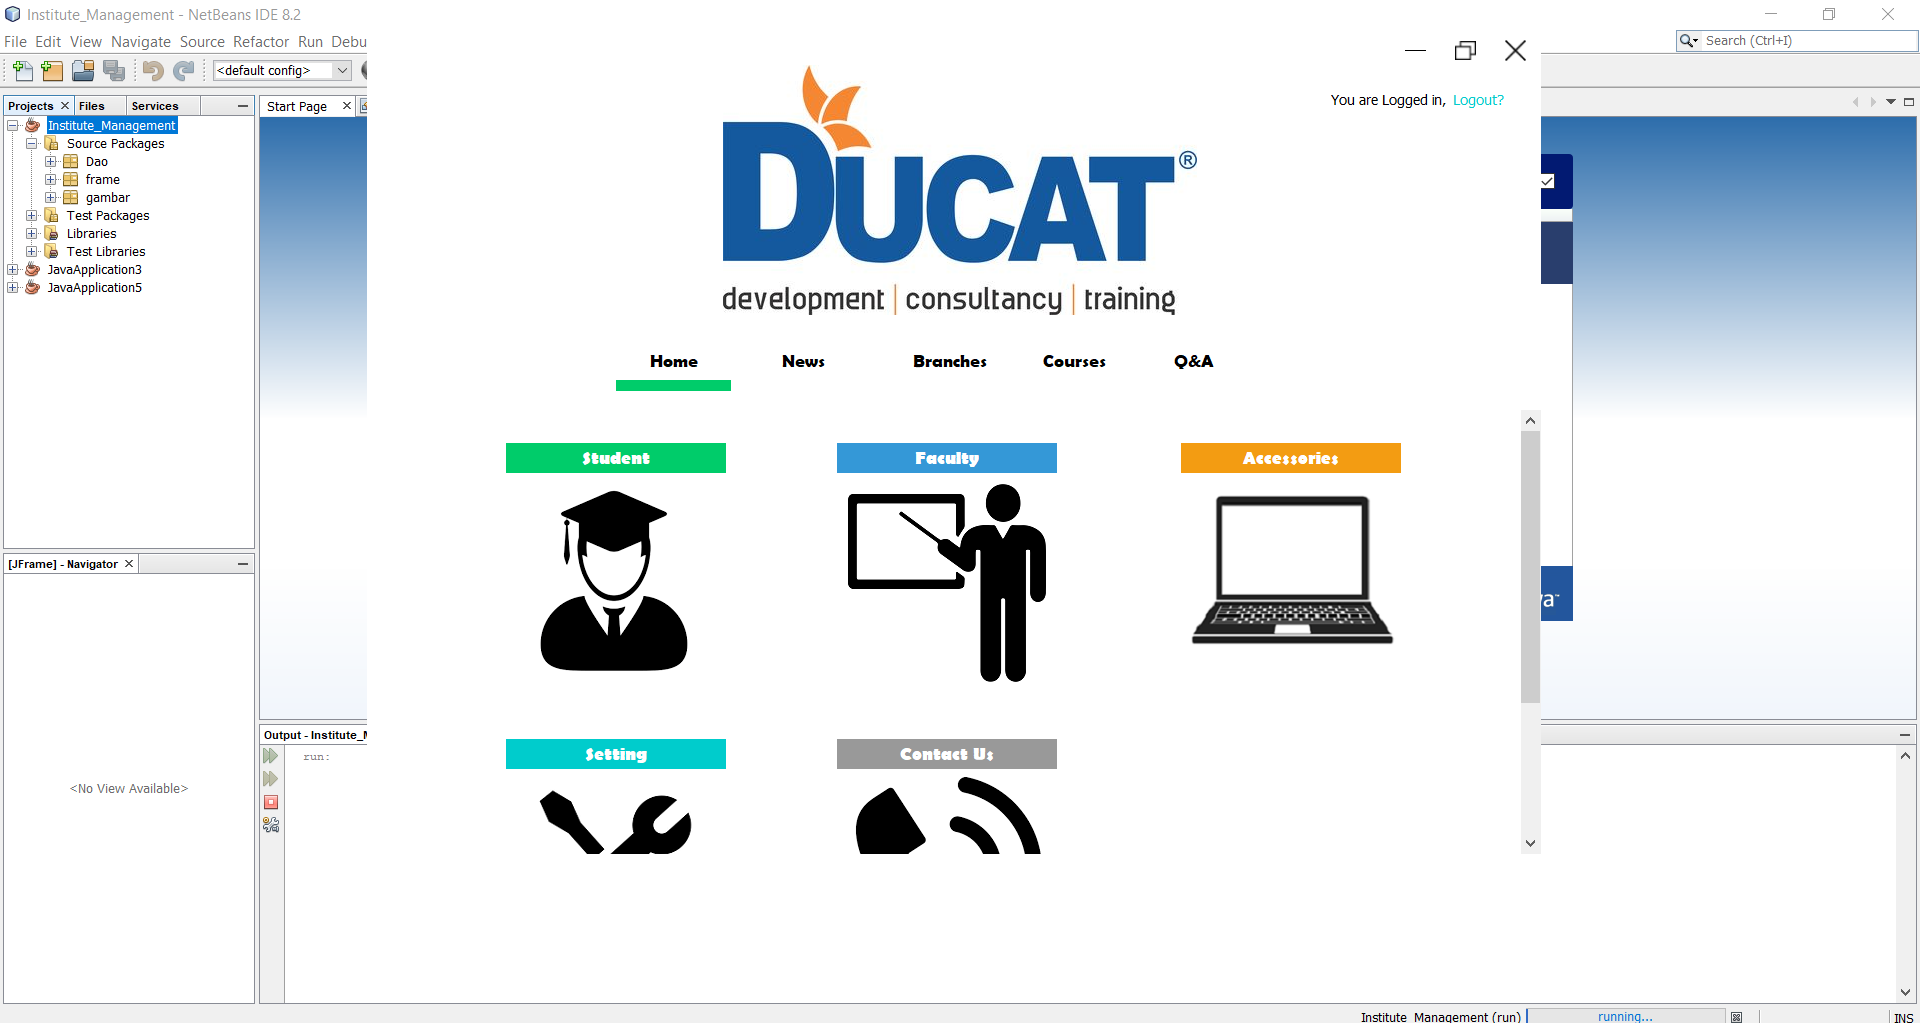 Institute_Management - NetBeans IDE 8.2
File Edit View Navigate Source Refactor Run Debu
Search (Ctrl+I)
<default config>
Projects Files Services
Start Page
Institute_Management
Source Packages
Dao
frame
gambar
Test Packages
Libraries
Test Libraries
JavaApplication3
JavaApplication5
[JFrame] - Navigator
<No View Available>
You are Logged in, Logout?
DUCAT®
development | consultancy | training
Home News Branches Courses Q&A
Student Faculty Accessories
Setting Contact Us
Output - Institute_M
run:
Institute_Management (run) running... INS